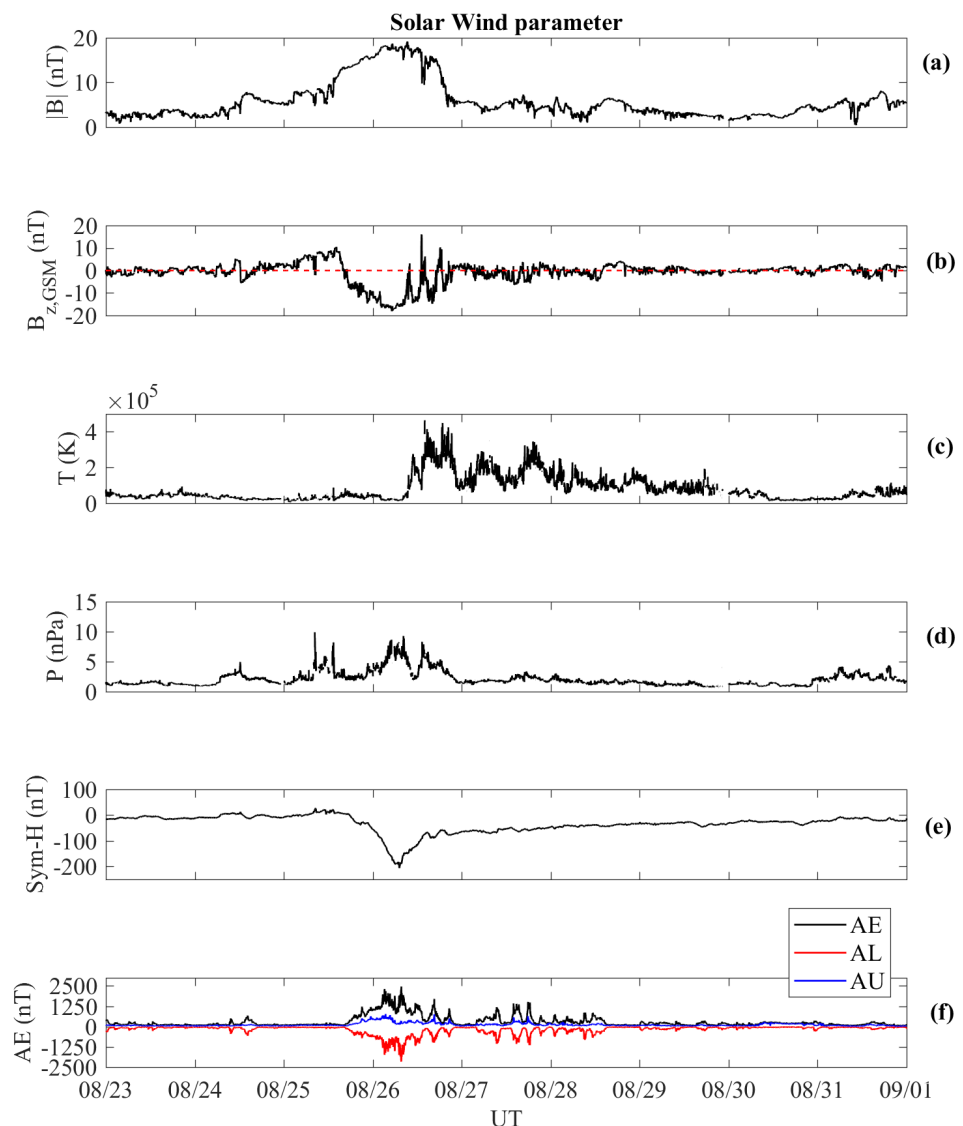 Solar Wind parameter
20
10
0
|B| (nT)
(a)
20
10
0
-10
-20
B_z,GSM (nT)
(b)
×10^5
4
2
0
T (K)
(c)
15
10
5
0
P (nPa)
(d)
100
0
-100
-200
Sym-H (nT)
(e)
AE
AL
AU
2500
1250
0
-1250
-2500
AE (nT)
(f)
08/23 08/24 08/25 08/26 08/27 08/28 08/29 08/30 08/31 09/01
UT